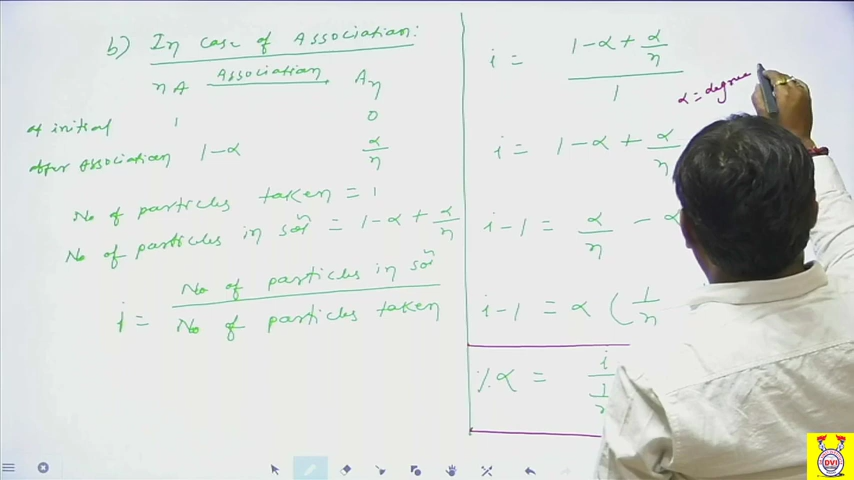 b) In case of Association:
nA Association An
at initial 1 0
after Association 1-α α/n
No of particles taken = 1
No of particles in solⁿ = 1-α + α/n
i = No of particles in solⁿ / No of particles taken
i = 1-α+ α/n / 1
α = degree
i = 1-α + α/n
i-1 = α/n - α
i-1 = α ( 1/n
%α = i / 1/n
DVI